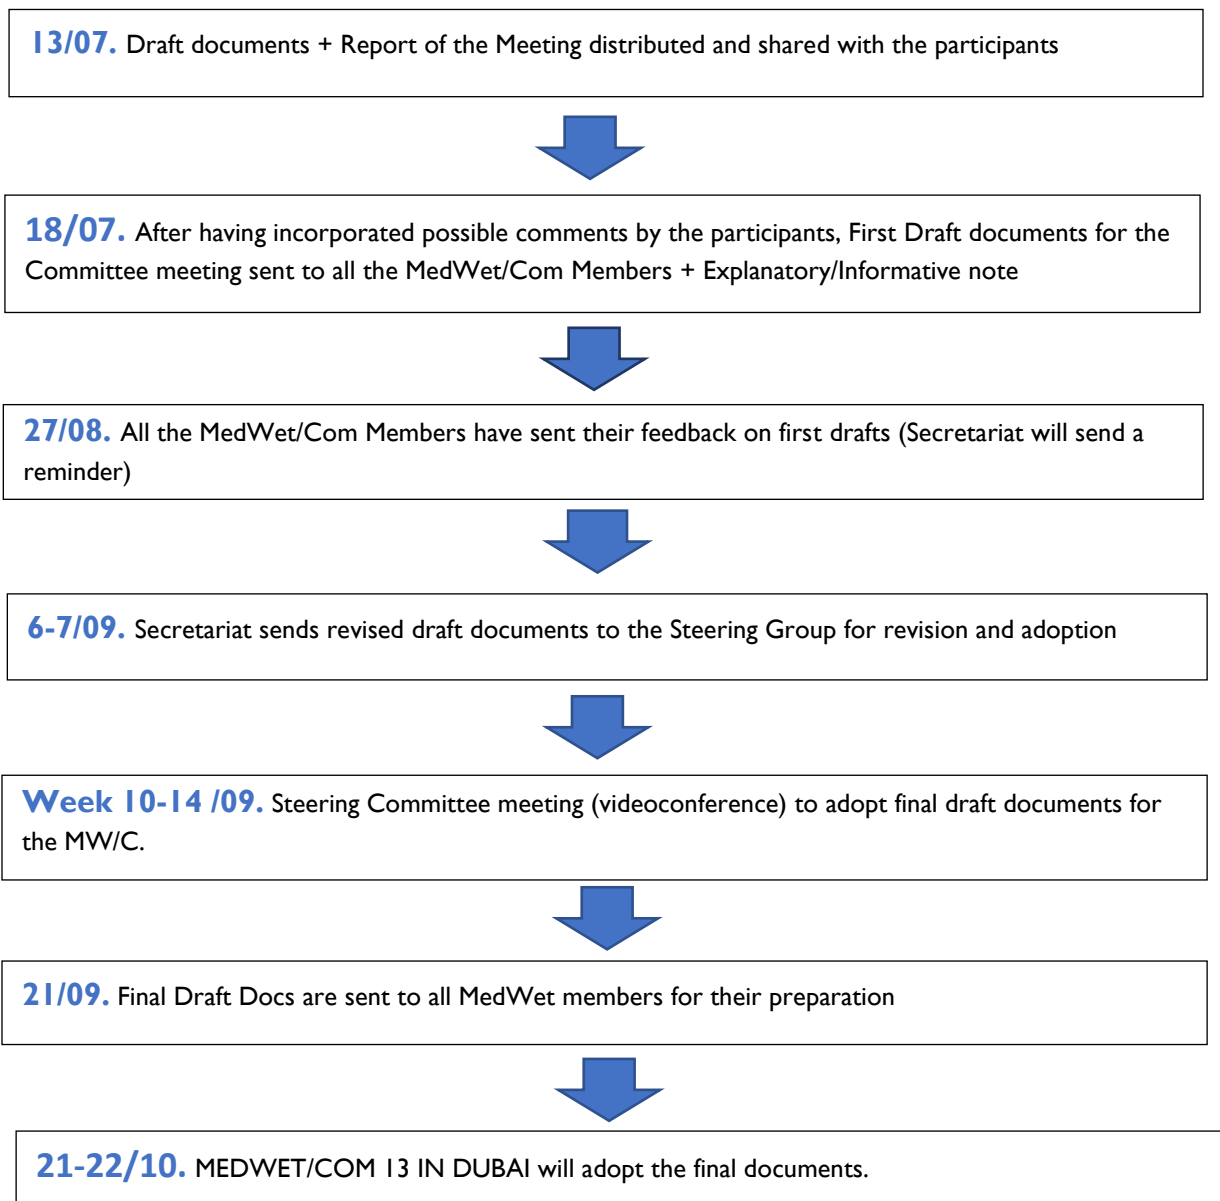 13/07. Draft documents + Report of the Meeting distributed and shared with the participants
18/07. After having incorporated possible comments by the participants, First Draft documents for the
Committee meeting sent to all the MedWet/Com Members + Explanatory/Informative note
27/08. All the MedWet/Com Members have sent their feedback on first drafts (Secretariat will send a
reminder)
6-7/09. Secretariat sends revised draft documents to the Steering Group for revision and adoption
Week 10-14 /09. Steering Committee meeting (videoconference) to adopt final draft documents for
the MW/C.
21/09. Final Draft Docs are sent to all MedWet members for their preparation
21-22/10. MEDWET/COM 13 IN DUBAI will adopt the final documents.